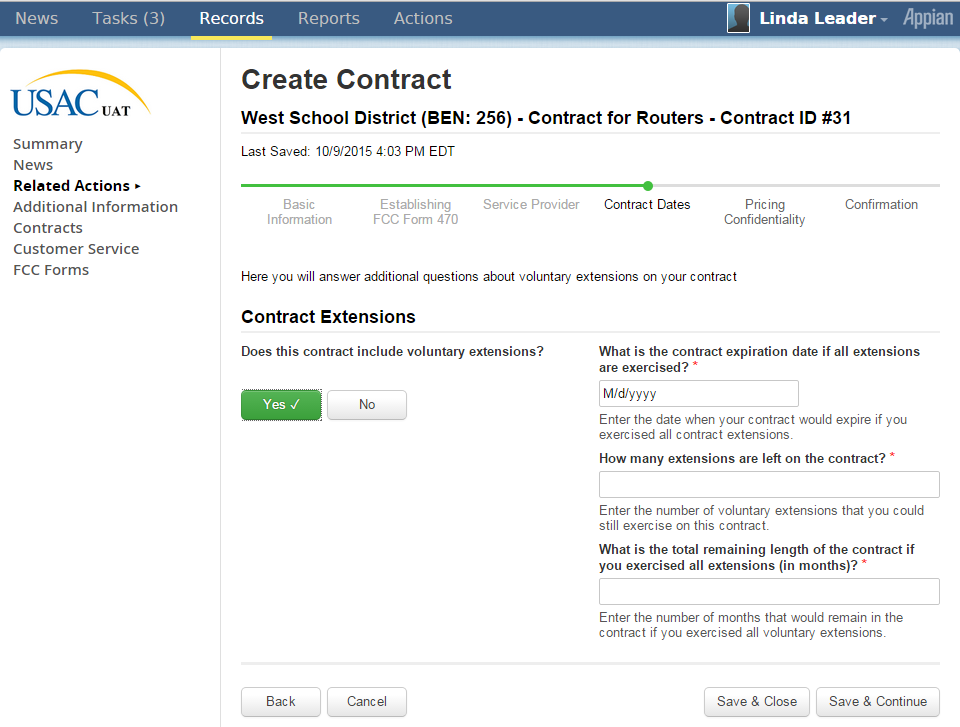 News Tasks (3) Records Reports Actions Linda Leader Appian
USAC UAT
Summary
News
Related Actions ▸
Additional Information
Contracts
Customer Service
FCC Forms
Create Contract
West School District (BEN: 256) - Contract for Routers - Contract ID #31
Last Saved: 10/9/2015 4:03 PM EDT
Basic
Information
Establishing
FCC Form 470
Service Provider
Contract Dates
Pricing
Confidentiality
Confirmation
Here you will answer additional questions about voluntary extensions on your contract
Contract Extensions
Does this contract include voluntary extensions?
Yes ✓ No
What is the contract expiration date if all extensions
are exercised? *
M/d/yyyy
Enter the date when your contract would expire if you
exercised all contract extensions.
How many extensions are left on the contract? *
Enter the number of voluntary extensions that you could
still exercise on this contract.
What is the total remaining length of the contract if
you exercised all extensions (in months)? *
Enter the number of months that would remain in the
contract if you exercised all voluntary extensions.
Back Cancel Save & Close Save & Continue